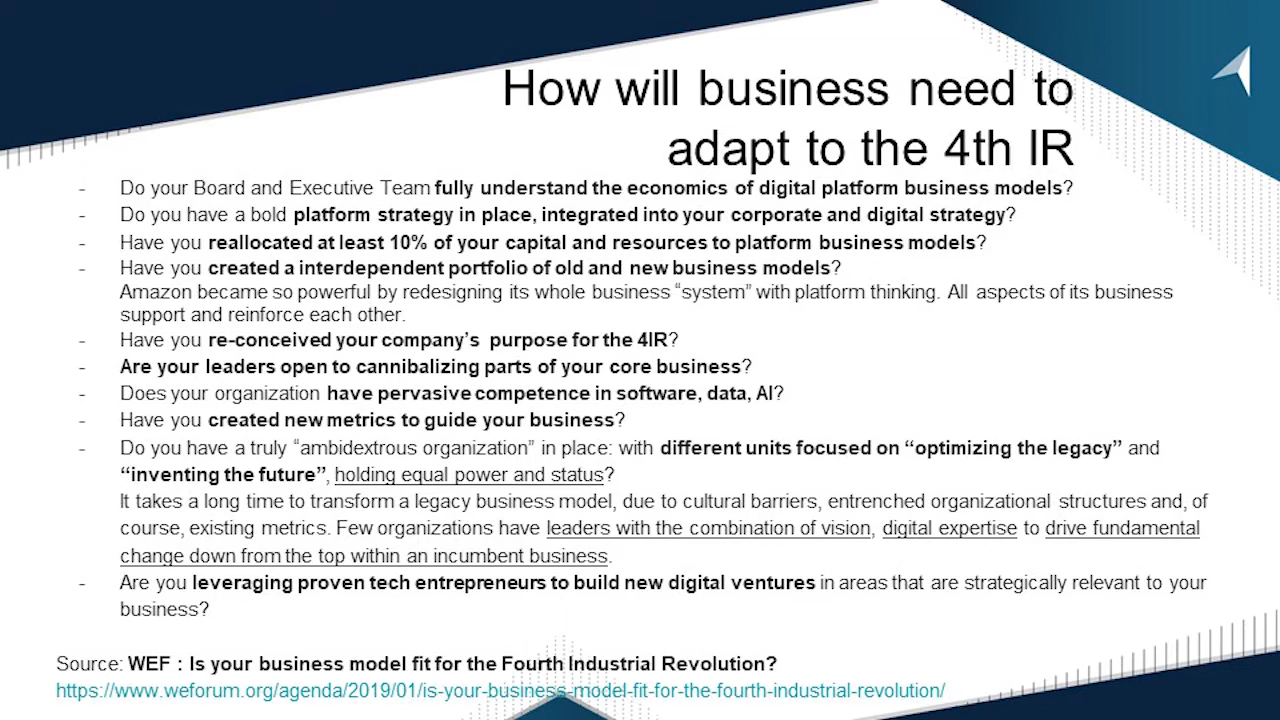 How will business need to
adapt to the 4th IR
- Do your Board and Executive Team fully understand the economics of digital platform business models?
- Do you have a bold platform strategy in place, integrated into your corporate and digital strategy?
- Have you reallocated at least 10% of your capital and resources to platform business models?
- Have you created a interdependent portfolio of old and new business models?
Amazon became so powerful by redesigning its whole business “system” with platform thinking. All aspects of its business
support and reinforce each other.
- Have you re-conceived your company’s purpose for the 4IR?
- Are your leaders open to cannibalizing parts of your core business?
- Does your organization have pervasive competence in software, data, AI?
- Have you created new metrics to guide your business?
- Do you have a truly “ambidextrous organization” in place: with different units focused on “optimizing the legacy” and
“inventing the future”, holding equal power and status?
It takes a long time to transform a legacy business model, due to cultural barriers, entrenched organizational structures and, of
course, existing metrics. Few organizations have leaders with the combination of vision, digital expertise to drive fundamental
change down from the top within an incumbent business.
- Are you leveraging proven tech entrepreneurs to build new digital ventures in areas that are strategically relevant to your
business?
Source: WEF : Is your business model fit for the Fourth Industrial Revolution?
https://www.weforum.org/agenda/2019/01/is-your-business-model-fit-for-the-fourth-industrial-revolution/